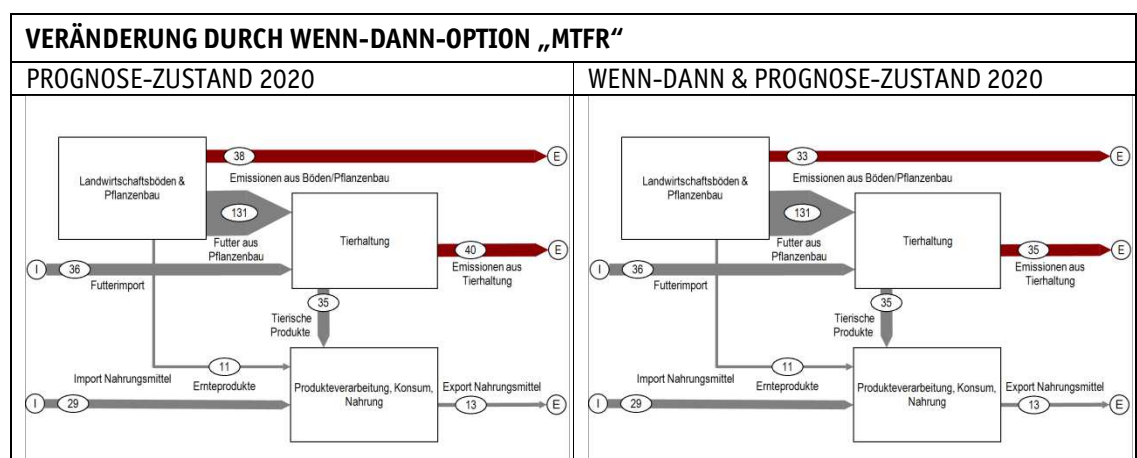 VERÄNDERUNG DURCH WENN-DANN-OPTION „MTFR“
PROGNOSE-ZUSTAND 2020
38
E
Landwirtschaftsböden &
Pflanzenbau
Emissionen aus Böden/Pflanzenbau
131
Futter aus
Pflanzenbau
Tierhaltung
40
E
Emissionen aus
Tierhaltung
I
36
Futterimport
35
Tierische
Produkte
11
Ernteprodukte
Import Nahrungsmittel
I
29
Produkteverarbeitung, Konsum,
Nahrung
Export Nahrungsmittel
13
E
WENN-DANN & PROGNOSE-ZUSTAND 2020
33
E
Landwirtschaftsböden &
Pflanzenbau
Emissionen aus Böden/Pflanzenbau
131
Futter aus
Pflanzenbau
Tierhaltung
35
E
Emissionen aus
Tierhaltung
I
36
Futterimport
35
Tierische
Produkte
11
Ernteprodukte
Import Nahrungsmittel
I
29
Produkteverarbeitung, Konsum,
Nahrung
Export Nahrungsmittel
13
E